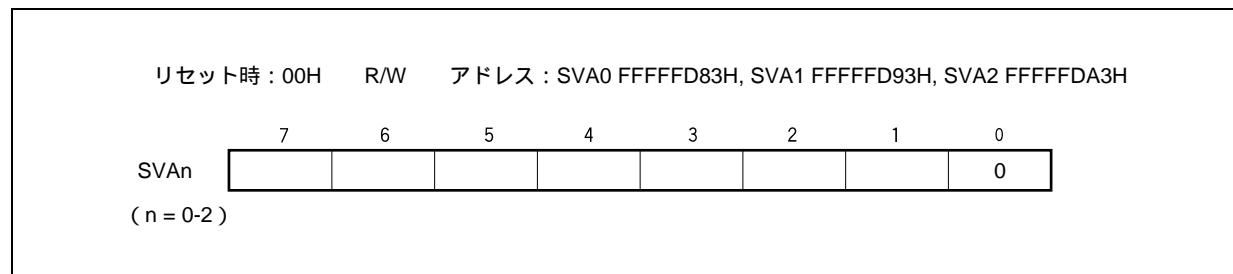 リセット時：00H R/W アドレス：SVA0 FFFFFD83H, SVA1 FFFFFD93H, SVA2 FFFFFDA3H
7 6 5 4 3 2 1 0
SVAn 0
（n = 0-2）